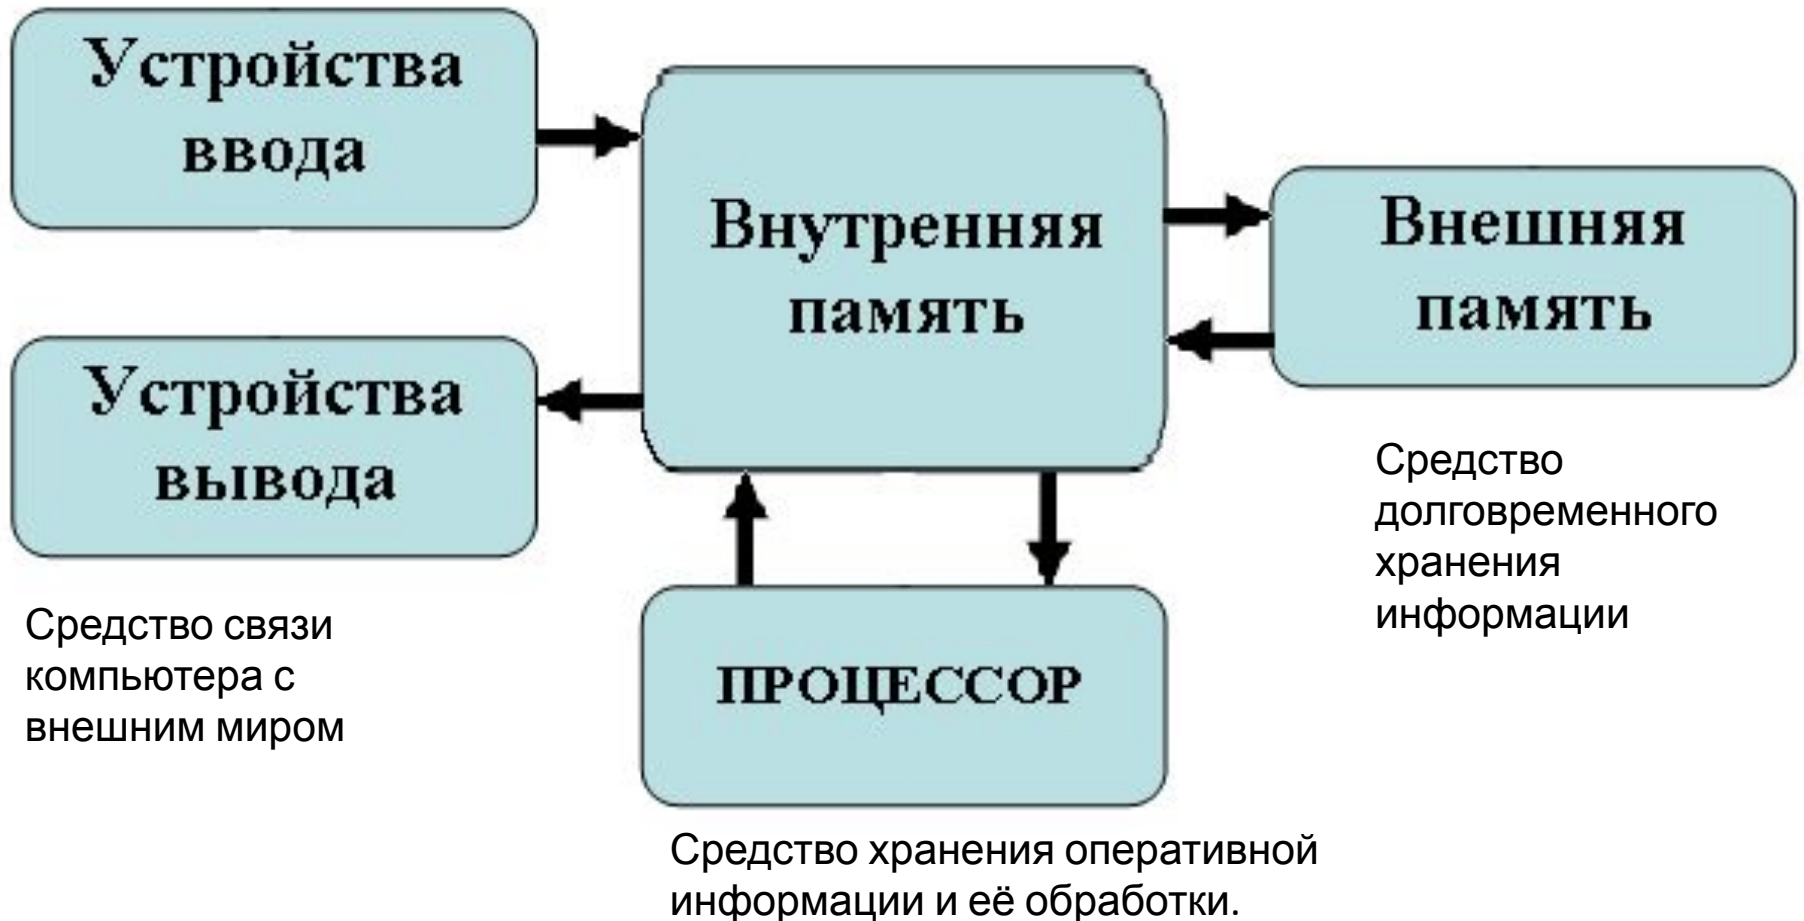 Устройства
ввода
Внутренняя
память
Внешняя
память
Устройства
вывода
Средство
долговременного
хранения
информации
Средство связи
компьютера с
внешним миром
ПРОЦЕССОР
Средство хранения оперативной
информации и её обработки.